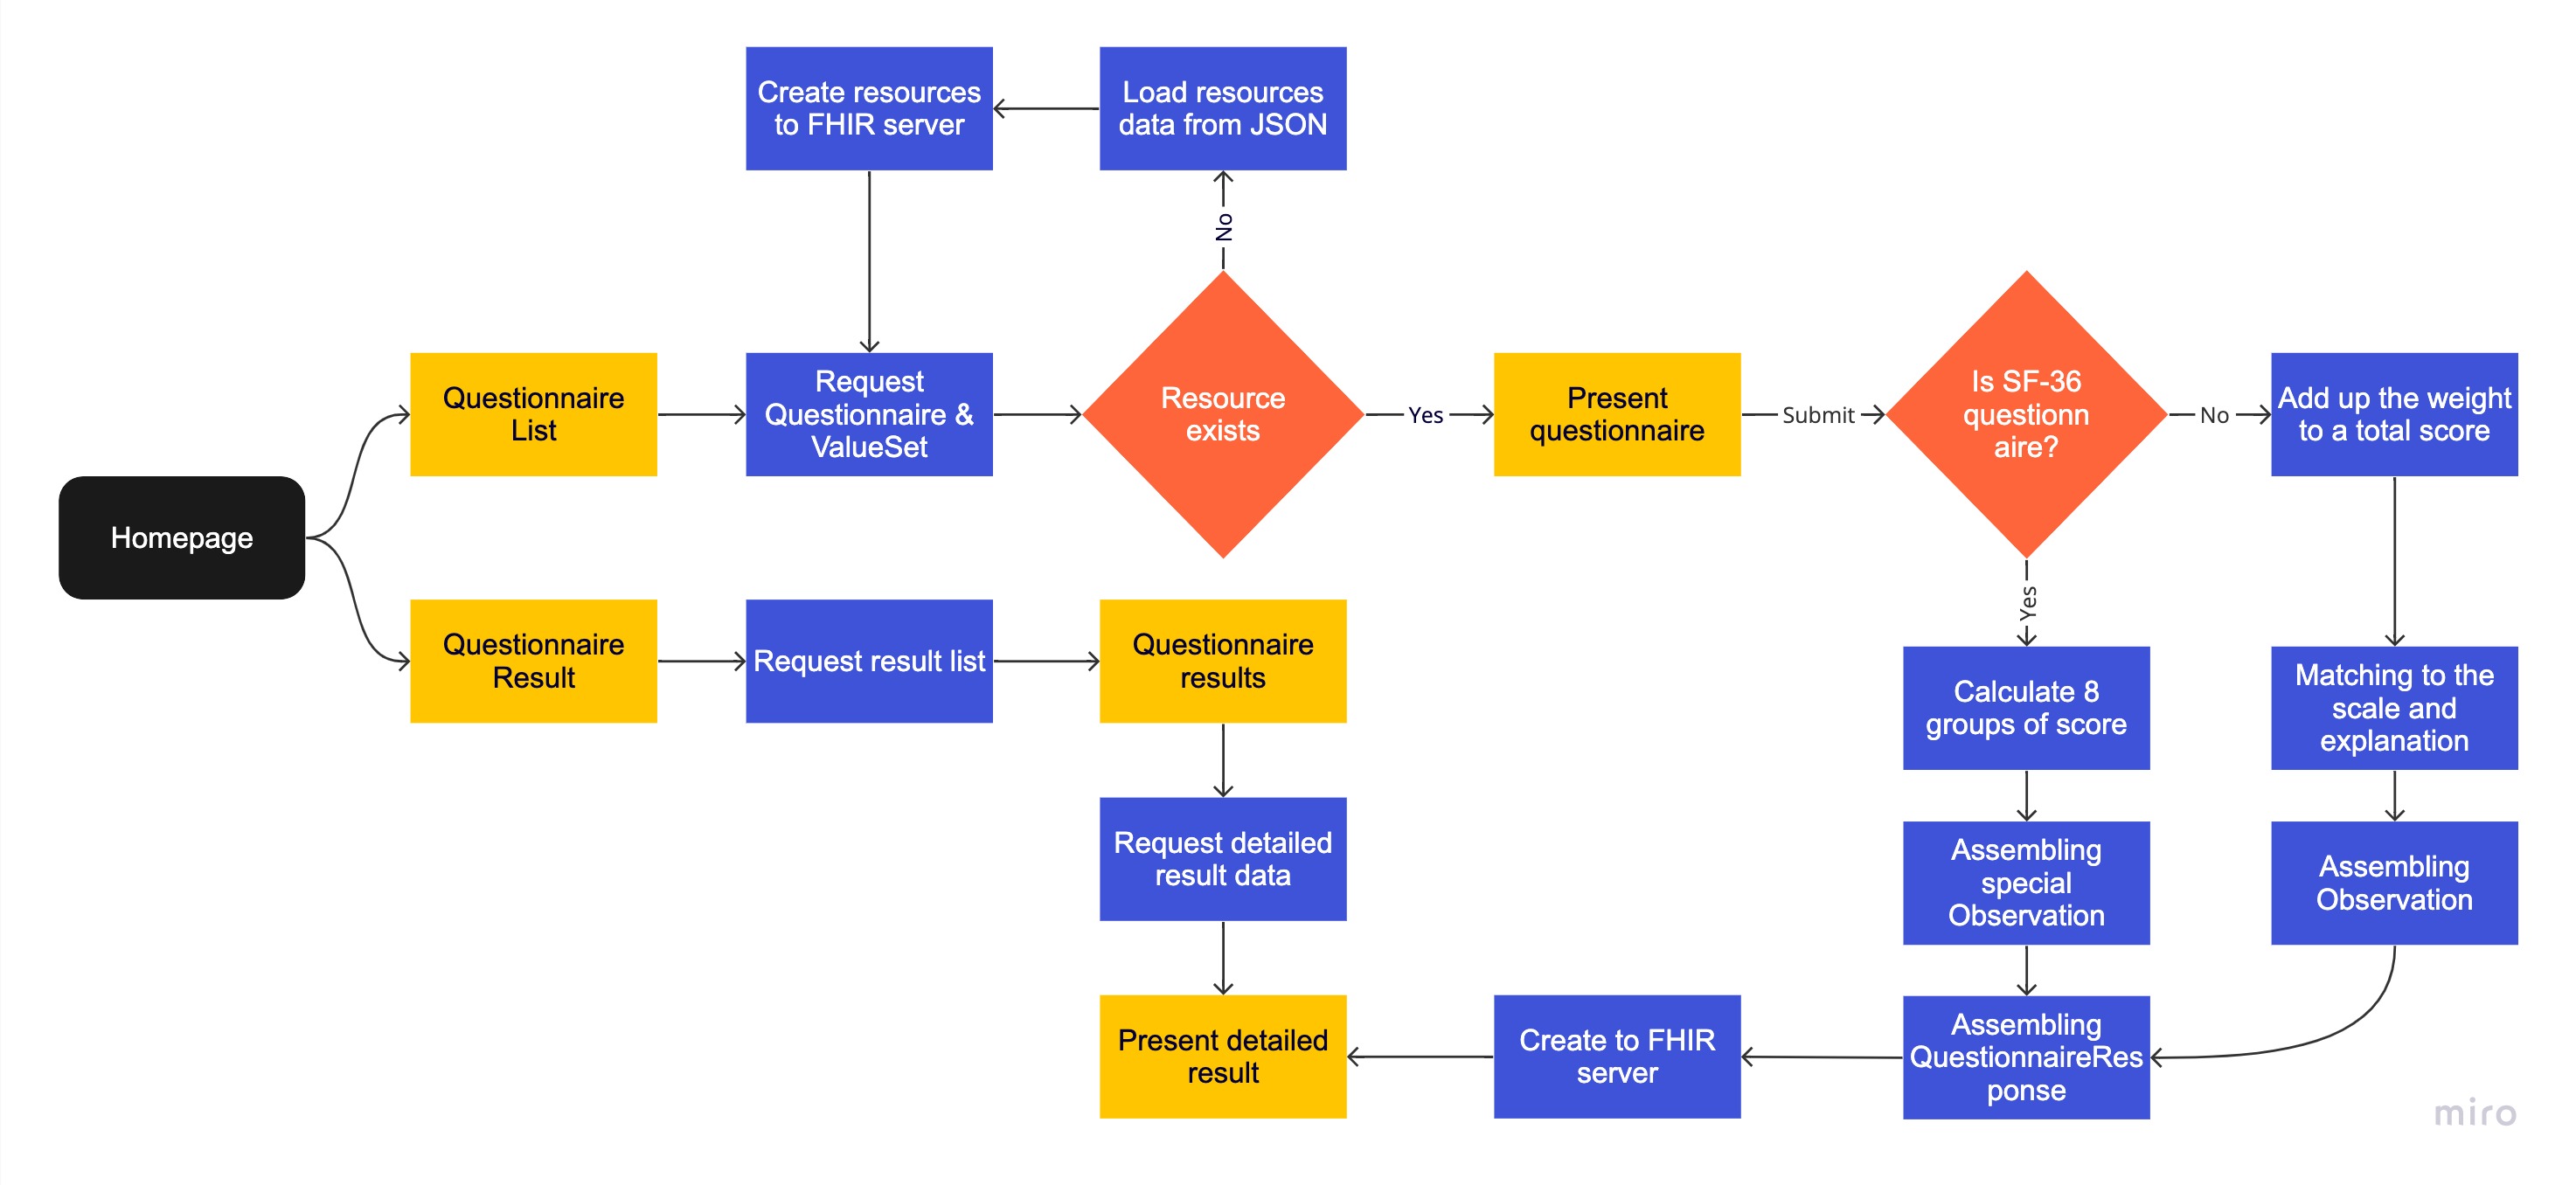 Create resources
to FHIR server
Load resources
data from JSON
No
Questionnaire
List
Request
Questionnaire &
ValueSet
Resource
exists
Yes
Present
questionnaire
Submit
Is SF-36
questionn
aire?
No
Add up the weight
to a total score
Homepage
Yes
Questionnaire
Result
Request result list
Questionnaire
results
Calculate 8
groups of score
Matching to the
scale and
explanation
Request detailed
result data
Assembling
special
Observation
Assembling
Observation
Present detailed
result
Create to FHIR
server
Assembling
QuestionnaireRes
ponse
miro